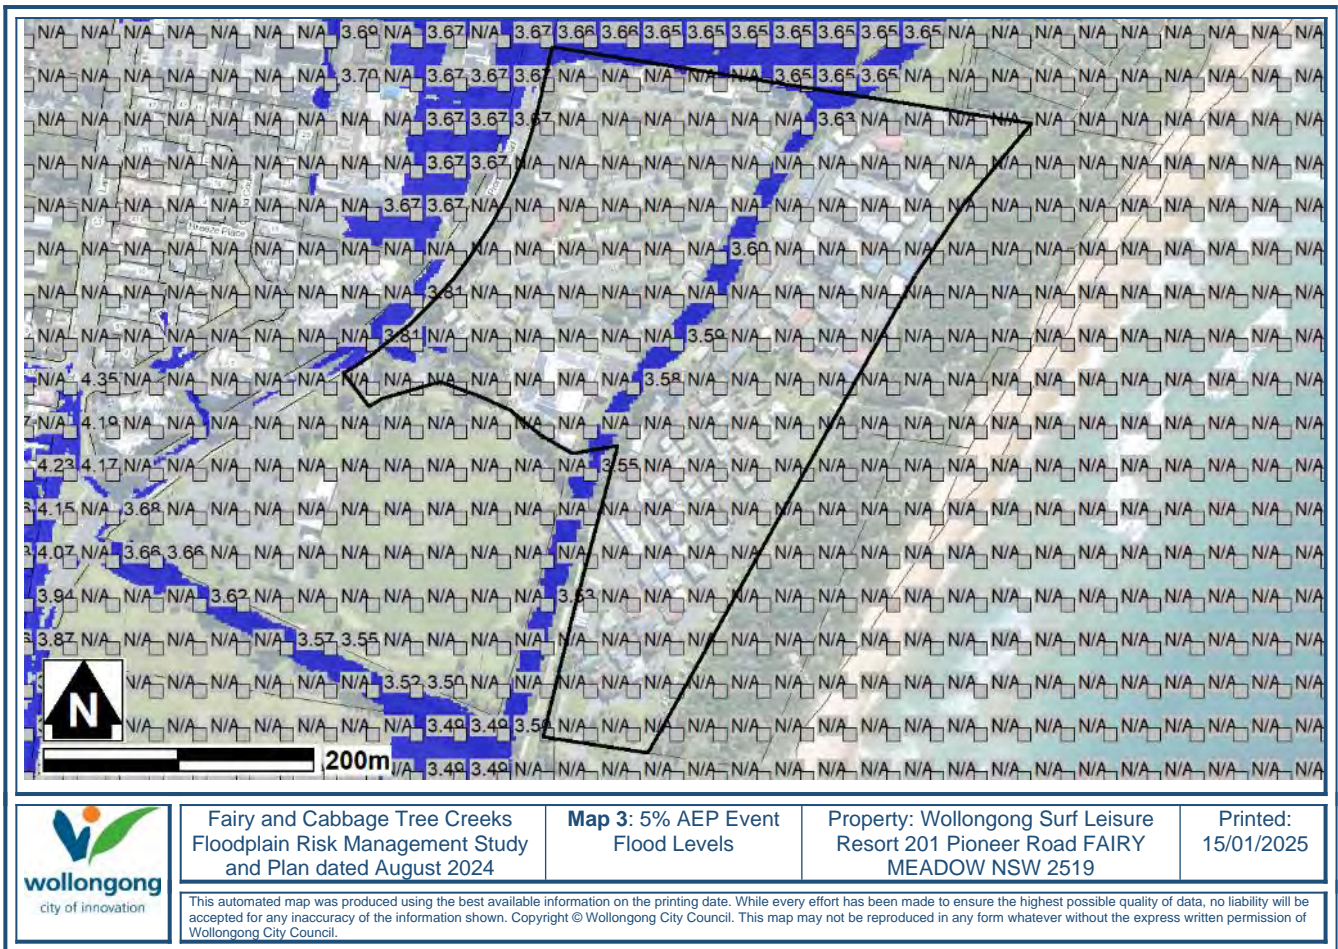 N/A N/A N/A N/A N/A N/A N/A 3.69 N/A 3.67 N/A 3.67 3.66 3.66 3.65 3.65 3.65 3.65 3.65 3.65 3.65 N/A N/A N/A N/A N/A N/A N/A N/A N/A
N/A N/A N/A N/A N/A N/A N/A 3.70 N/A 3.67 3.67 3.67 N/A N/A N/A N/A N/A 3.65 3.65 3.65 N/A N/A N/A N/A N/A N/A N/A N/A N/A N/A
N/A N/A N/A N/A N/A N/A N/A N/A N/A 3.67 3.67 3.67 N/A N/A N/A N/A N/A N/A 3.63 N/A N/A N/A N/A N/A N/A N/A N/A N/A N/A N/A
N/A N/A N/A N/A N/A N/A N/A N/A N/A 3.67 3.67 N/A N/A N/A N/A N/A N/A N/A N/A N/A N/A N/A N/A N/A N/A N/A N/A N/A N/A N/A
N/A N/A N/A N/A N/A N/A N/A N/A 3.67 3.67 N/A N/A N/A N/A N/A N/A N/A N/A N/A N/A N/A N/A N/A N/A N/A N/A N/A N/A N/A N/A
Breeze Place
N/A N/A N/A N/A N/A N/A N/A N/A N/A N/A N/A N/A N/A N/A N/A N/A 3.60 N/A N/A N/A N/A N/A N/A N/A N/A N/A N/A N/A N/A N/A
N/A N/A N/A N/A N/A N/A N/A N/A N/A 3.81 N/A N/A N/A N/A N/A N/A N/A N/A N/A N/A N/A N/A N/A N/A N/A N/A N/A N/A N/A N/A
N/A N/A N/A N/A N/A N/A N/A N/A 3.81 N/A N/A N/A N/A N/A N/A 3.59 N/A N/A N/A N/A N/A N/A N/A N/A N/A N/A N/A N/A N/A N/A
N/A 4.35 N/A N/A N/A N/A N/A N/A N/A N/A N/A N/A N/A N/A 3.58 N/A N/A N/A N/A N/A N/A N/A N/A N/A N/A N/A N/A N/A N/A N/A
N/A 4.19 N/A N/A N/A N/A N/A N/A N/A N/A N/A N/A N/A N/A N/A N/A N/A N/A N/A N/A N/A N/A N/A N/A N/A N/A N/A N/A N/A N/A
4.23 4.17 N/A N/A N/A N/A N/A N/A N/A N/A N/A N/A N/A 3.55 N/A N/A N/A N/A N/A N/A N/A N/A N/A N/A N/A N/A N/A N/A N/A N/A
4.15 N/A 3.68 N/A N/A N/A N/A N/A N/A N/A N/A N/A N/A N/A N/A N/A N/A N/A N/A N/A N/A N/A N/A N/A N/A N/A N/A N/A N/A N/A
4.07 N/A 3.66 3.66 N/A N/A N/A N/A N/A N/A N/A N/A N/A N/A N/A N/A N/A N/A N/A N/A N/A N/A N/A N/A N/A N/A N/A N/A N/A N/A
3.94 N/A N/A N/A 3.62 N/A N/A N/A N/A N/A N/A N/A 3.63 N/A N/A N/A N/A N/A N/A N/A N/A N/A N/A N/A N/A N/A N/A N/A N/A N/A
3.87 N/A N/A N/A N/A N/A 3.57 3.55 N/A N/A N/A N/A N/A N/A N/A N/A N/A N/A N/A N/A N/A N/A N/A N/A N/A N/A N/A N/A N/A N/A
N/A N/A N/A N/A N/A N/A 3.52 3.50 N/A N/A N/A N/A N/A N/A N/A N/A N/A N/A N/A N/A N/A N/A N/A N/A N/A N/A N/A N/A
N
N/A N/A N/A N/A N/A N/A N/A 3.49 3.49 3.50 N/A N/A N/A N/A N/A N/A N/A N/A N/A N/A N/A N/A N/A N/A N/A N/A N/A N/A
200m
N/A 3.49 3.49 N/A N/A N/A N/A N/A N/A N/A N/A N/A N/A N/A N/A N/A N/A N/A N/A N/A N/A N/A
wollongong
city of innovation
Fairy and Cabbage Tree Creeks
Floodplain Risk Management Study
and Plan dated August 2024
Map 3: 5% AEP Event
Flood Levels
Property: Wollongong Surf Leisure
Resort 201 Pioneer Road FAIRY
MEADOW NSW 2519
Printed:
15/01/2025
This automated map was produced using the best available information on the printing date. While every effort has been made to ensure the highest possible quality of data, no liability will be
accepted for any inaccuracy of the information shown. Copyright © Wollongong City Council. This map may not be reproduced in any form whatever without the express written permission of
Wollongong City Council.